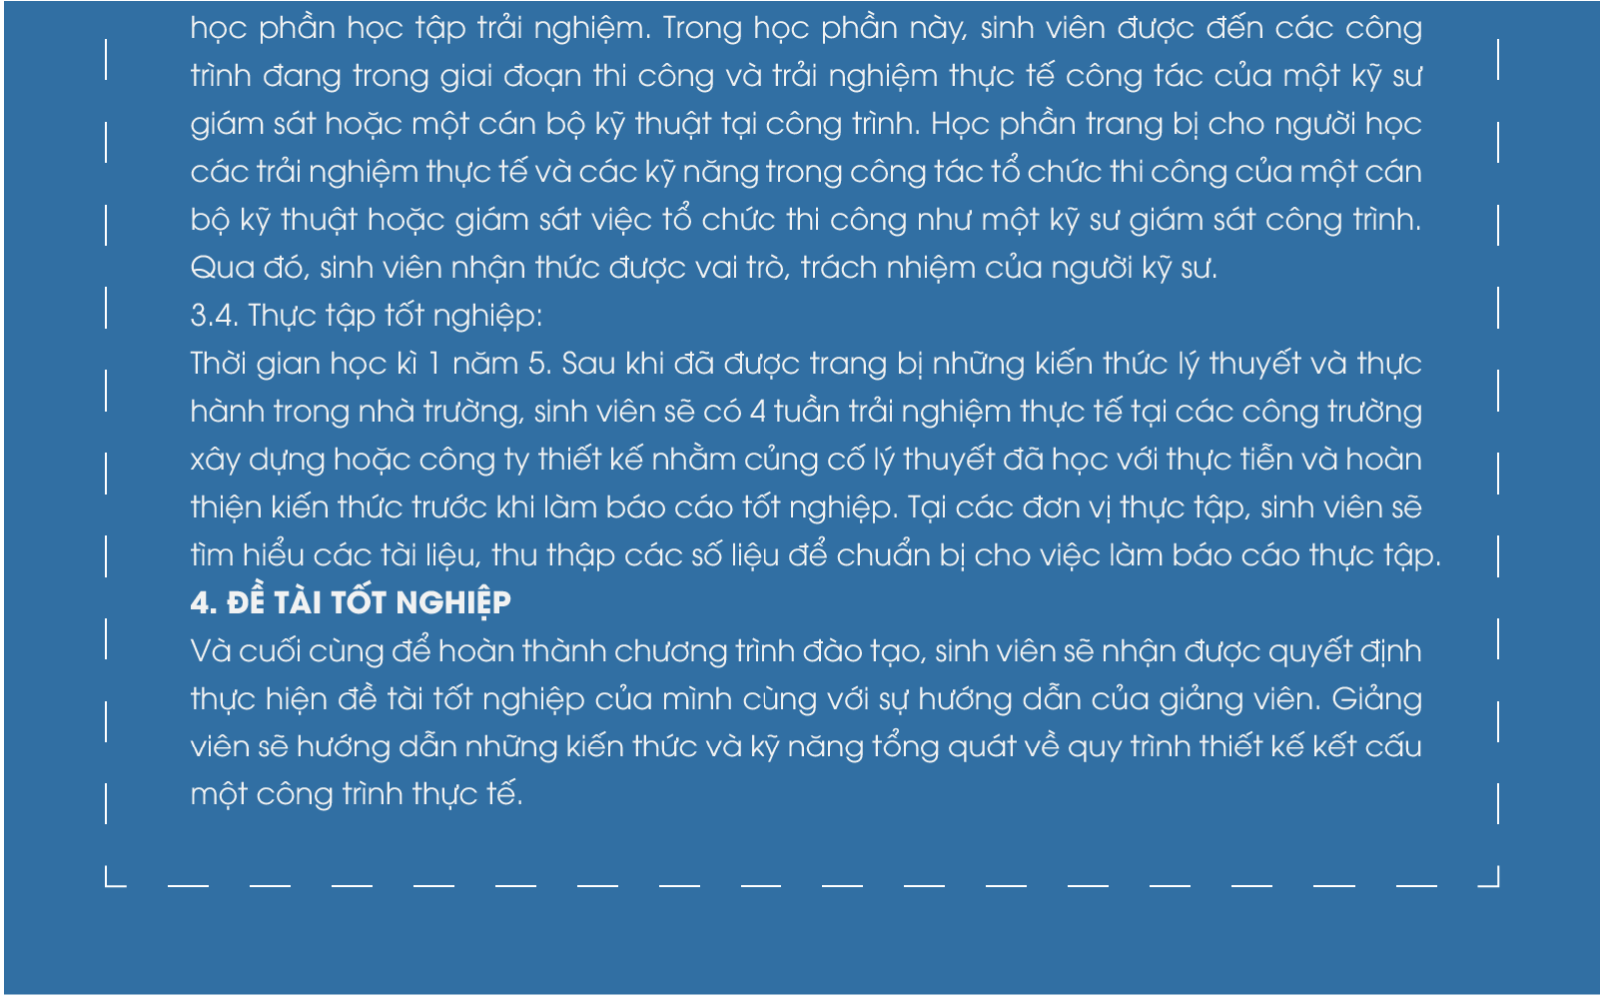 học phần học tập trải nghiệm. Trong học phần này, sinh viên được đến các công
trình đang trong giai đoạn thi công và trải nghiệm thực tế công tác của một kỹ sư
giám sát hoặc một cán bộ kỹ thuật tại công trình. Học phần trang bị cho người học
các trải nghiệm thực tế và các kỹ năng trong công tác tổ chức thi công của một cán
bộ kỹ thuật hoặc giám sát việc tổ chức thi công như một kỹ sư giám sát công trình.
Qua đó, sinh viên nhận thức được vai trò, trách nhiệm của người kỹ sư.
3.4. Thực tập tốt nghiệp:
Thời gian học kì 1 năm 5. Sau khi đã được trang bị những kiến thức lý thuyết và thực
hành trong nhà trường, sinh viên sẽ có 4 tuần trải nghiệm thực tế tại các công trường
xây dựng hoặc công ty thiết kế nhằm củng cố lý thuyết đã học với thực tiễn và hoàn
thiện kiến thức trước khi làm báo cáo tốt nghiệp. Tại các đơn vị thực tập, sinh viên sẽ
tìm hiểu các tài liệu, thu thập các số liệu để chuẩn bị cho việc làm báo cáo thực tập.
4. ĐỀ TÀI TỐT NGHIỆP
Và cuối cùng để hoàn thành chương trình đào tạo, sinh viên sẽ nhận được quyết định
thực hiện đề tài tốt nghiệp của mình cùng với sự hướng dẫn của giảng viên. Giảng
viên sẽ hướng dẫn những kiến thức và kỹ năng tổng quát về quy trình thiết kế kết cấu
một công trình thực tế.